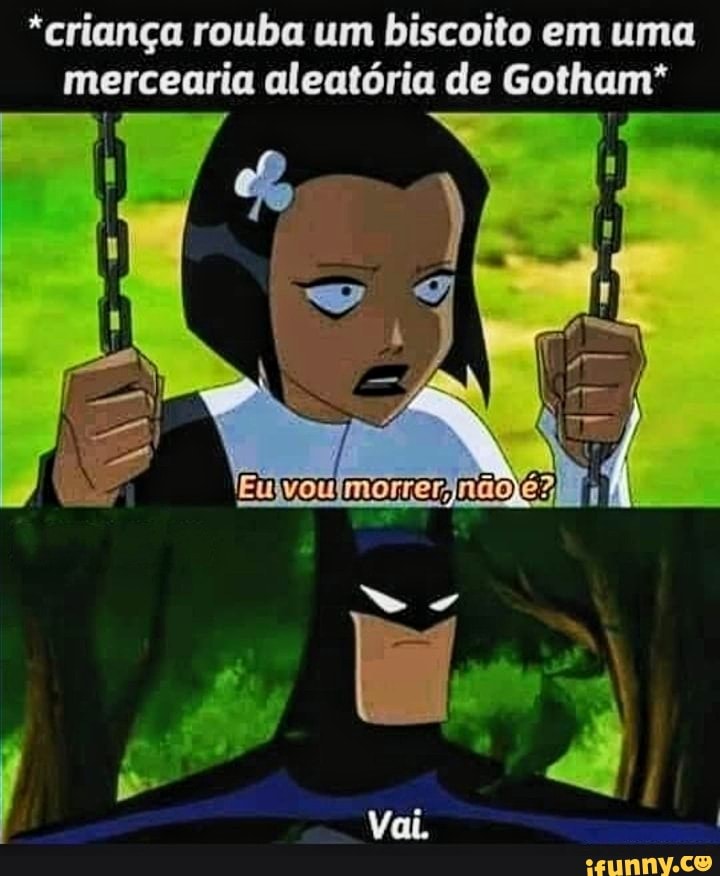 *criança rouba um biscoito em uma
mercearia aleatória de Gotham*
Eu vou morrer, não é?
Vai.
ifunny.co